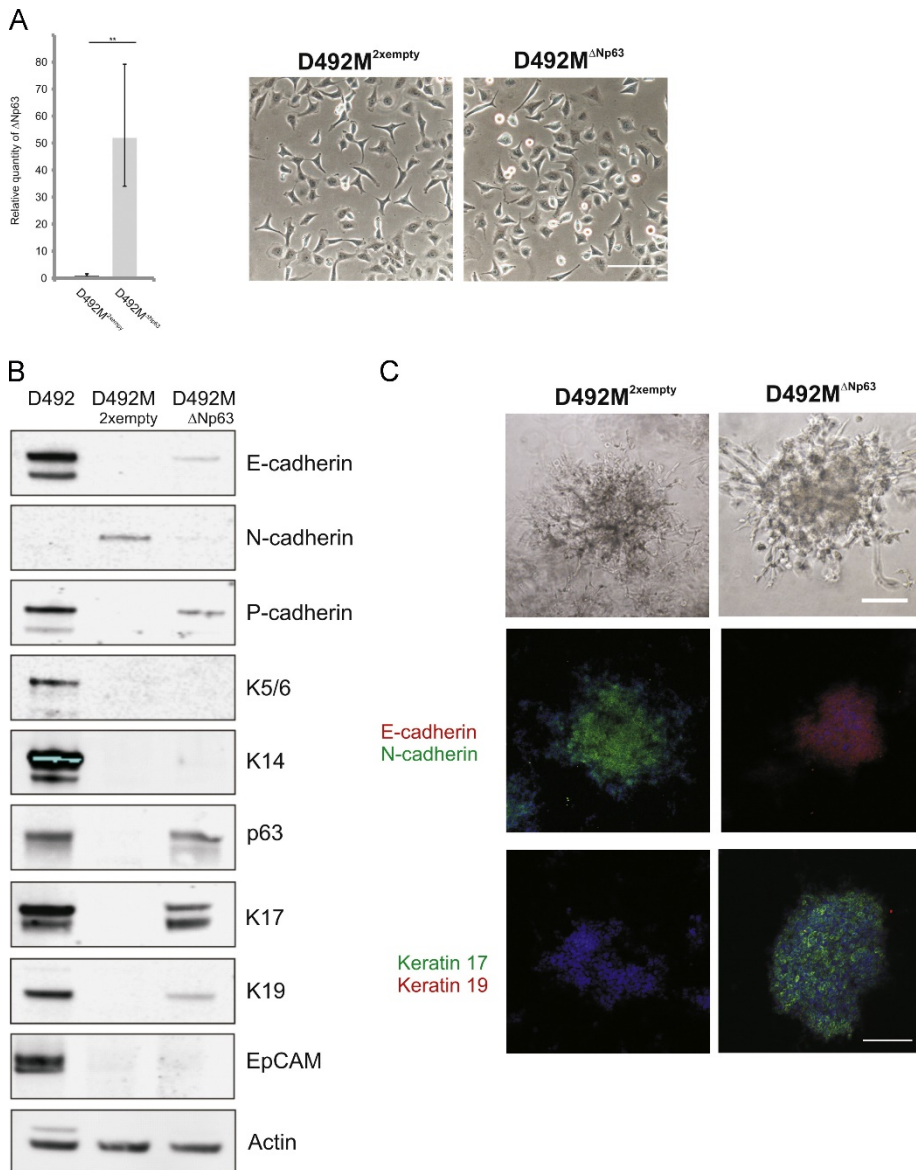 A
**
Relative quantity of ΔNp63
80
70
60
50
40
30
20
10
0
D492M2xempy
D492MΔNp63
D492M2xempty
D492MΔNp63
B
D492 D492M D492M
2xempty ΔNp63
E-cadherin
N-cadherin
P-cadherin
K5/6
K14
p63
K17
K19
EpCAM
Actin
C
D492M2xempty
D492MΔNp63
E-cadherin
N-cadherin
Keratin 17
Keratin 19